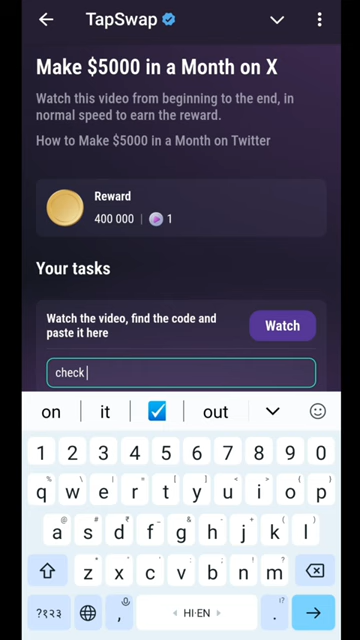 TapSwap
Make $5000 in a Month on X
Watch this video from beginning to the end, in
normal speed to earn the reward.
How to Make $5000 in a Month on Twitter
Reward
400 000 | 1
Your tasks
Watch the video, find the code and
paste it here
Watch
check
on it out
1 2 3 4 5 6 7 8 9 0
q w e r t y u i o p
a s d f g h j k l
z x c v b n m
?१२३ , HI·EN .